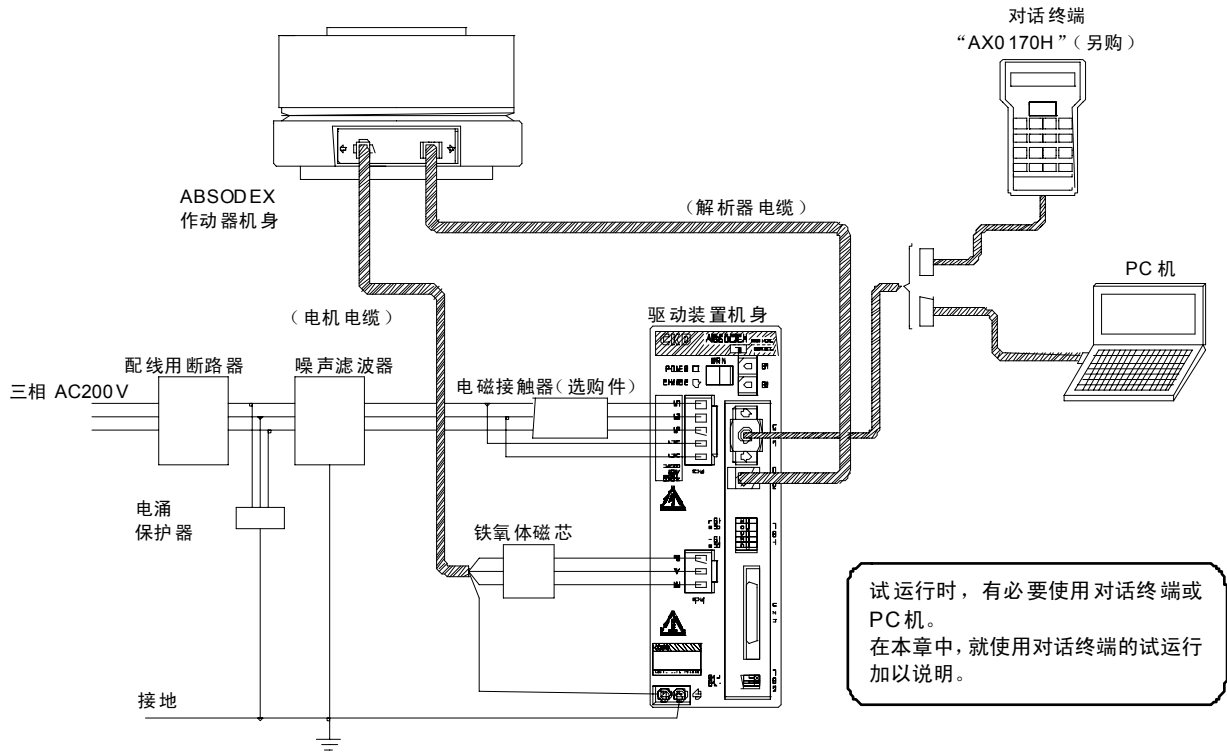 对话终端
“AX0170H”(另购)
ABSODEX
作动器机身
(解析器电缆)
PC机
(电机电缆)
驱动装置机身
CKD ABSODEX
POWER
配线用断路器
噪声滤波器
电磁接触器(选购件)
三相 AC200V
电涌
保护器
铁氧体磁芯
试运行时，有必要使用对话终端或
PC机。
在本章中，就使用对话终端的试运行
加以说明。
接地